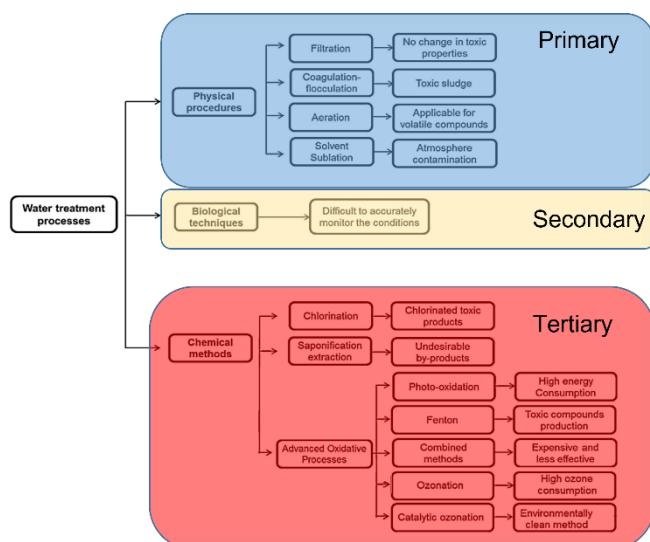 Primary
Filtration
No change in toxic
properties
Coagulation-
flocculation
Toxic sludge
Physical
procedures
Aeration
Applicable for
volatile compounds
Solvent
Sublation
Atmosphere
contamination
Water treatment
processes
Secondary
Biological
techniques
Difficult to accurately
monitor the conditions
Tertiary
Chemical
methods
Chlorination
Chlorinated toxic
products
Saponification
extraction
Undesirable
by-products
Advanced Oxidative
Processes
Photo-oxidation
High energy
Consumption
Fenton
Toxic compounds
production
Combined
methods
Expensive and
less effective
Ozonation
High ozone
consumption
Catalytic ozonation
Environmentally
clean method